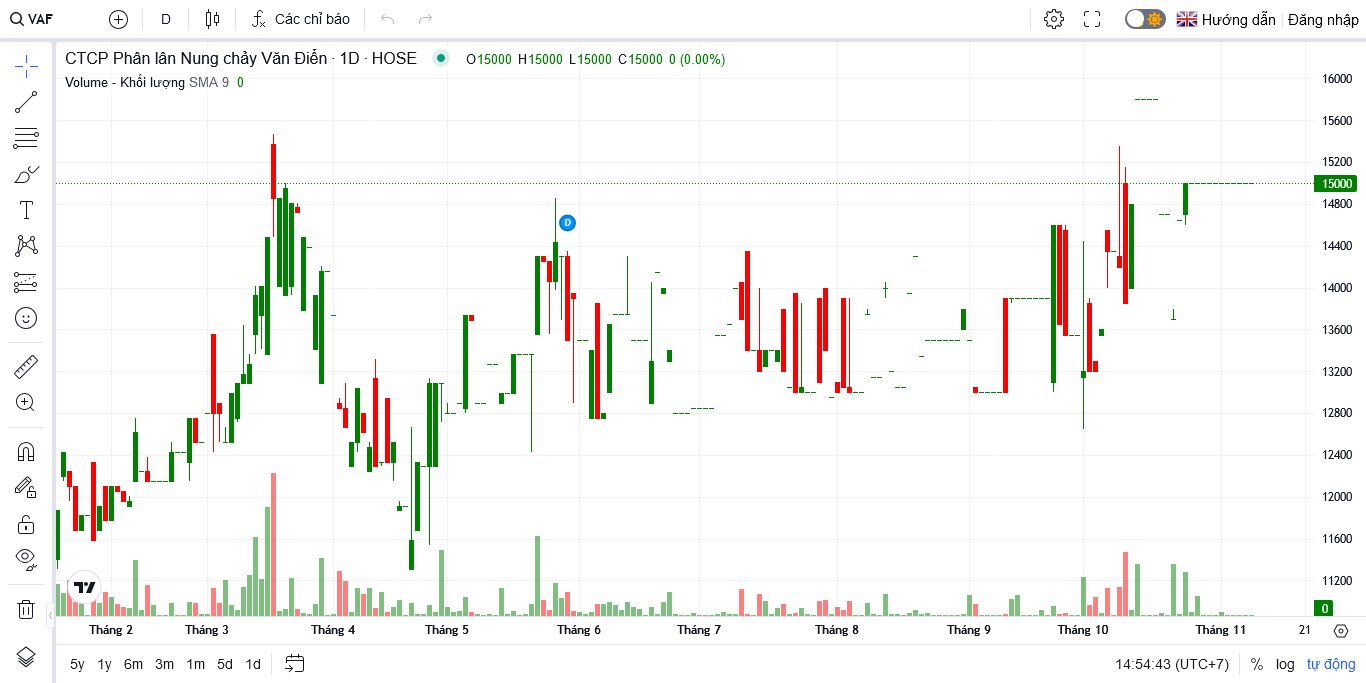 VAF D Các chỉ báo Hướng dẫn Đăng nhập
CTCP Phân lân Nung chảy Văn Điển · 1D · HOSE O15000 H15000 L15000 C15000 0 (0.00%)
Volume - Khối lượng SMA 9 0
16000
15600
15200
15000
14800
D
14400
14000
13600
13200
12800
12400
12000
11600
11200
0
Tháng 2 Tháng 3 Tháng 4 Tháng 5 Tháng 6 Tháng 7 Tháng 8 Tháng 9 Tháng 10 Tháng 11 21
5y 1y 6m 3m 1m 5d 1d 14:54:43 (UTC+7) % log tự động